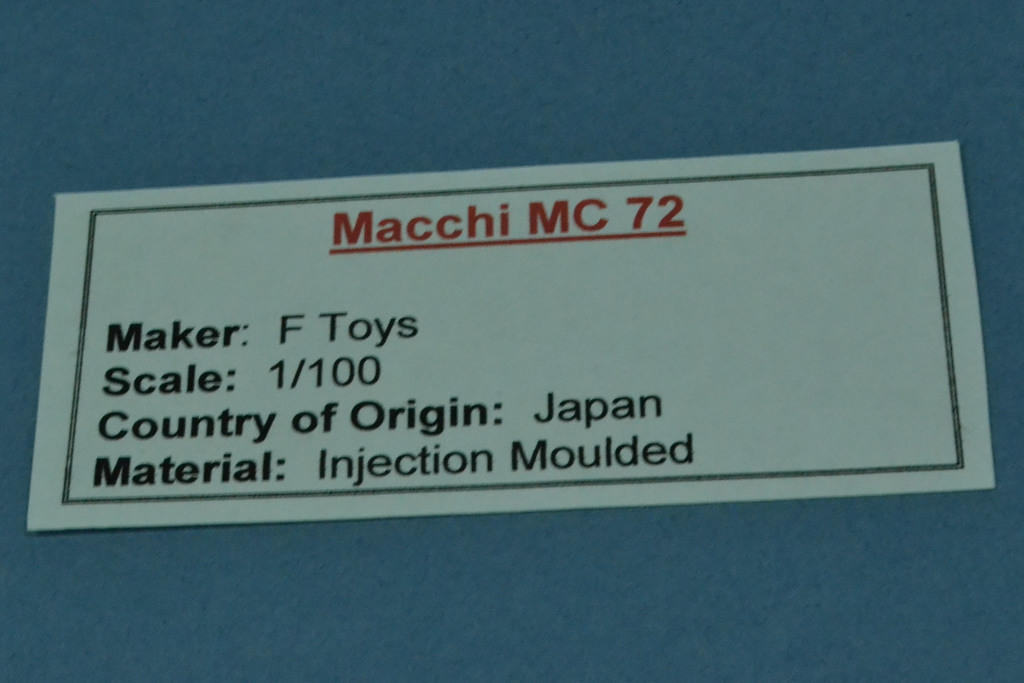 Macchi MC 72
Maker: F Toys
Scale: 1/100
Country of Origin: Japan
Material: Injection Moulded